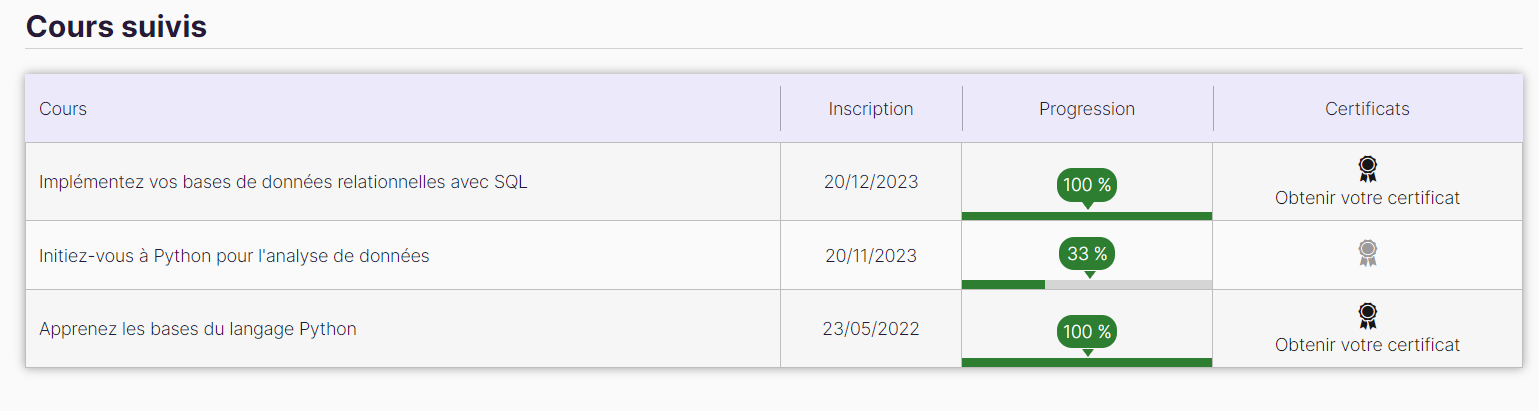 Cours suivis
Cours Inscription Progression Certificats
Implémentez vos bases de données relationnelles avec SQL 20/12/2023 100 % Obtenir votre certificat
Initiez-vous à Python pour l'analyse de données 20/11/2023 33 %
Apprenez les bases du langage Python 23/05/2022 100 % Obtenir votre certificat